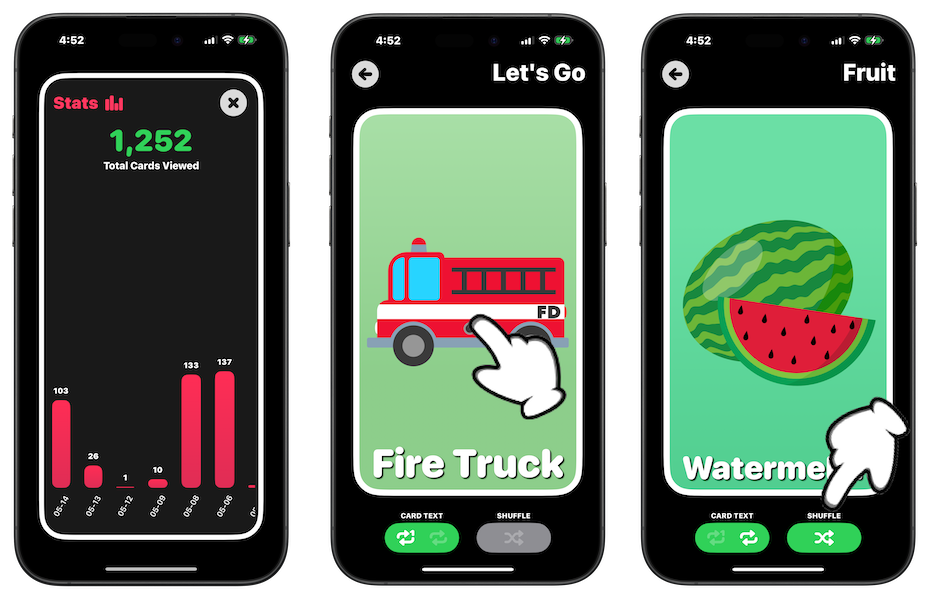 4:52
Stats
1,252
Total Cards Viewed
103
26
1
10
133
137
05-14
05-13
05-12
05-09
05-08
05-06
4:52
Let's Go
FD
Fire Truck
CARD TEXT
SHUFFLE
4:52
Fruit
Waterme
CARD TEXT
SHUFFLE